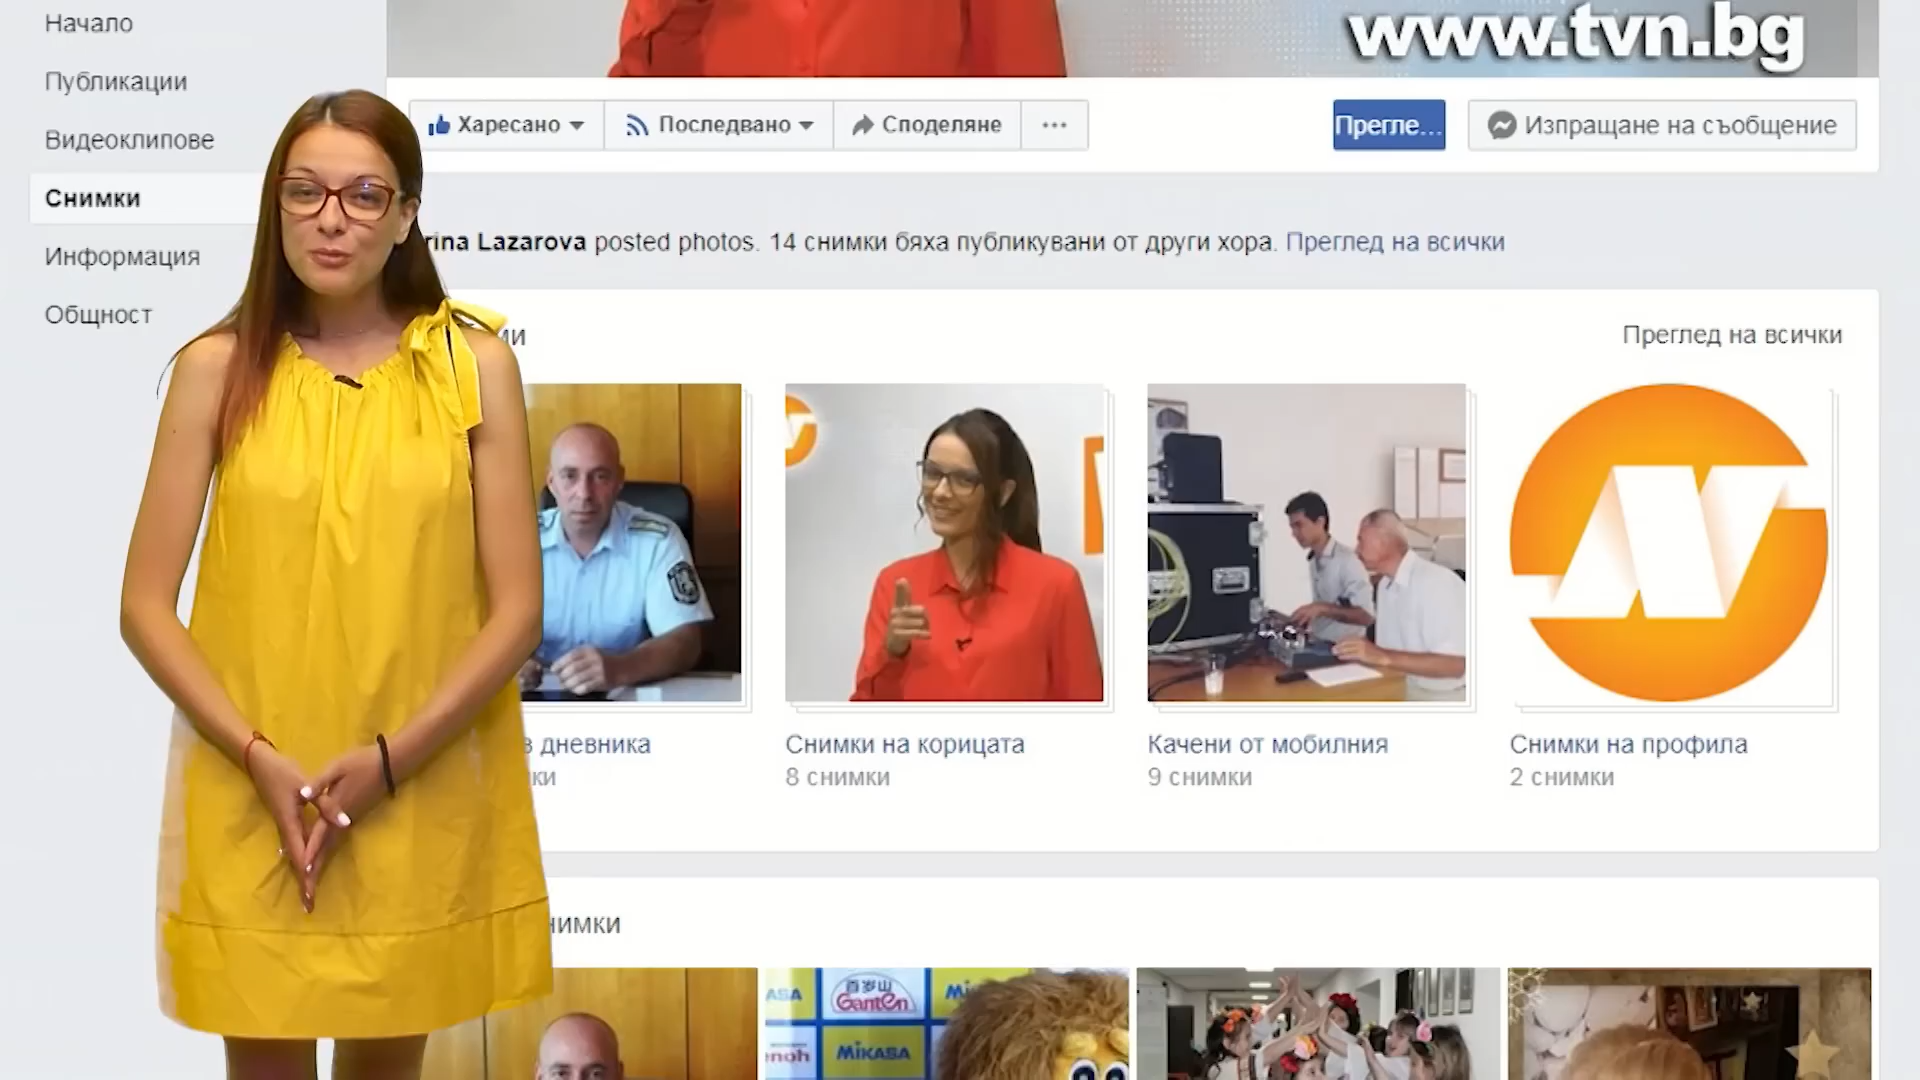 Начало
www.tvn.bg
Публикации
Видеоклипове
Снимки
Информация
Общност
Харесано
Последвано
Споделяне
Прегле...
Изпращане на съобщение
Lazarova posted photos. 14 снимки бяха публикувани от други хора. Преглед на всички
Преглед на всички
дневника
Снимки на корицата
8 снимки
Качени от мобилния
9 снимки
Снимки на профила
2 снимки
GanTen
MIKASA